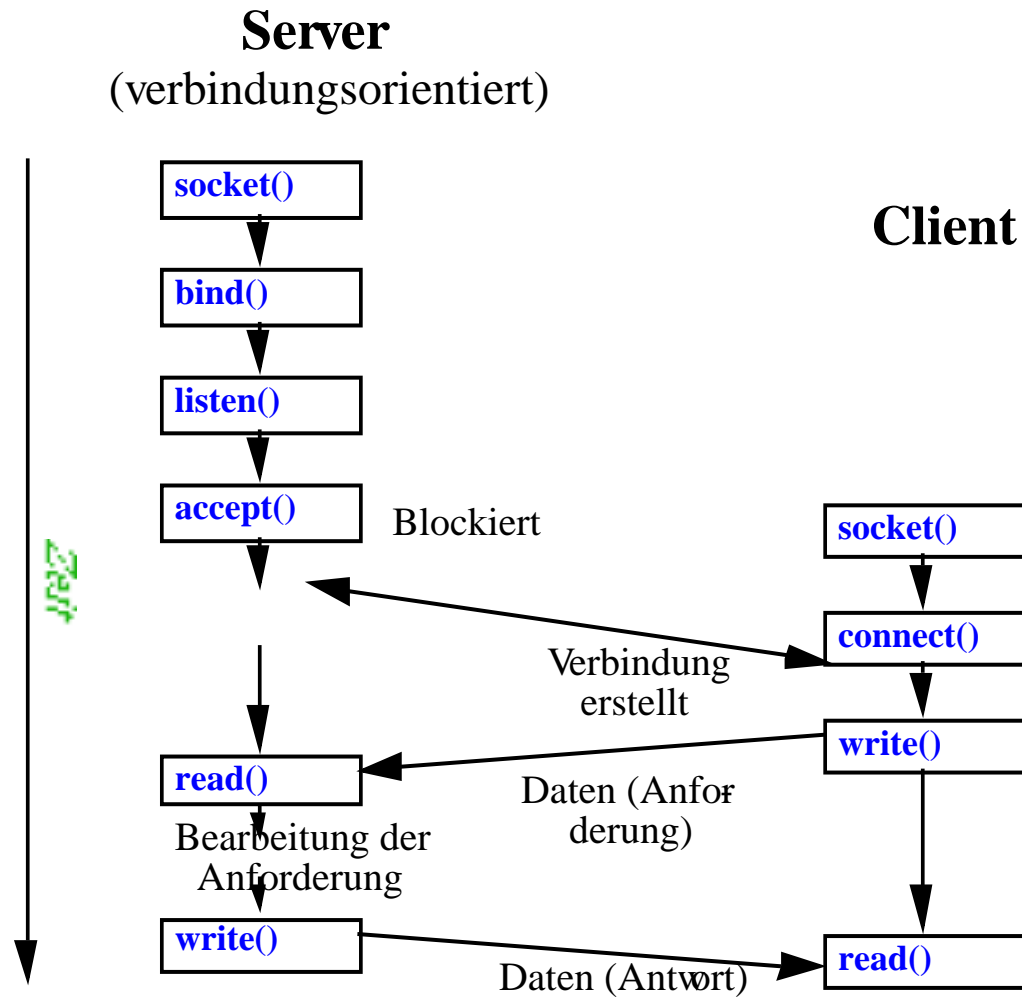 Server
(verbindungsorientiert)
socket()
Client
bind()
listen()
accept()
Blockiert
socket()
Zeit
connect()
Verbindung
erstellt
write()
read()
Daten (Anfor-
derung)
Bearbeitung der
Anforderung
write()
read()
Daten (Antwort)